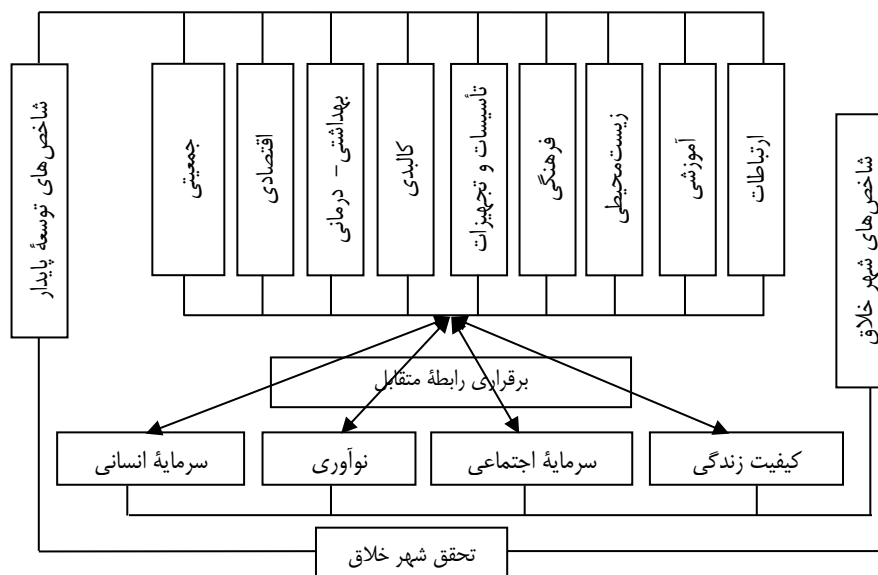 شاخص‌های توسعهٔ پایدار
جمعیتی
اقتصادی
بهداشتی- درمانی
کالبدی
تأسیسات و تجهیزات
فرهنگی
زیست‌محیطی
آموزشی
ارتباطات
شاخص‌های شهر خلاق
برقراری رابطهٔ متقابل
سرمایهٔ انسانی
نوآوری
سرمایهٔ اجتماعی
کیفیت زندگی
تحقق شهر خلاق